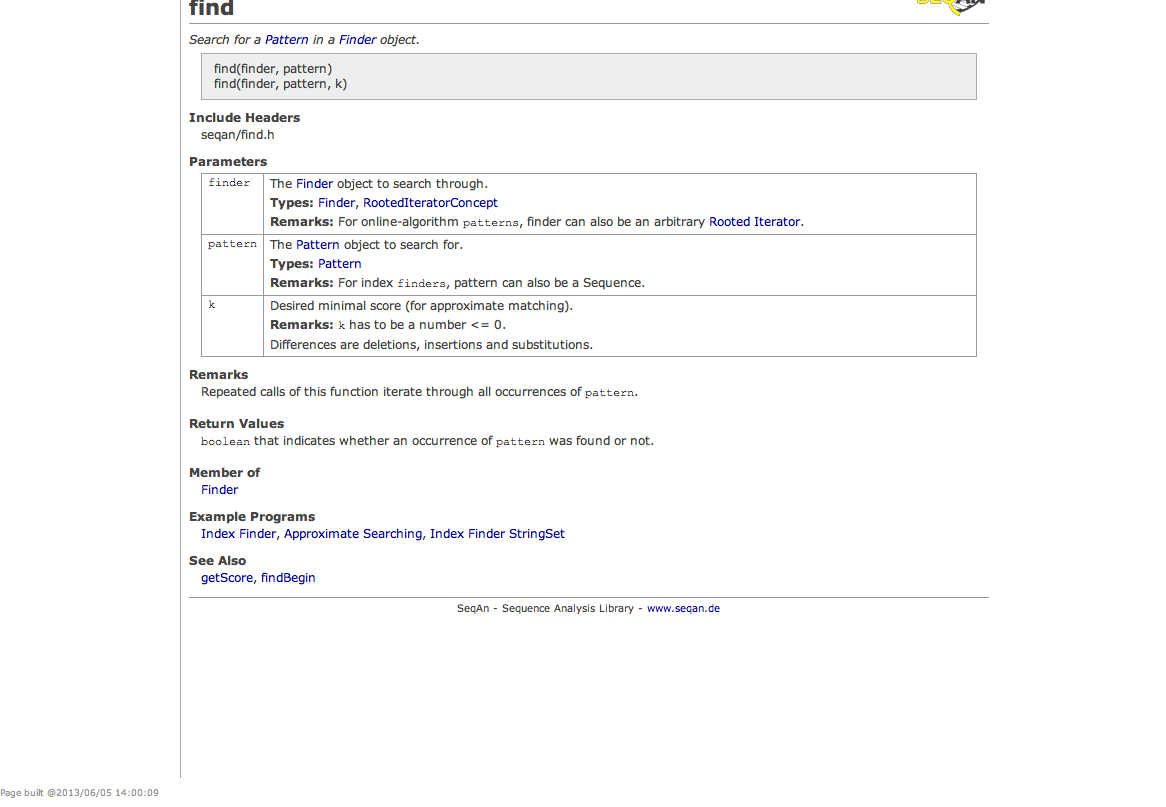 find
Search for a Pattern in a Finder object.
find(finder, pattern)
find(finder, pattern, k)
Include Headers
seqan/find.h
Parameters
finder
The Finder object to search through.
Types: Finder, RootedIteratorConcept
Remarks: For online-algorithm patterns, finder can also be an arbitrary Rooted Iterator.
pattern
The Pattern object to search for.
Types: Pattern
Remarks: For index finders, pattern can also be a Sequence.
k
Desired minimal score (for approximate matching).
Remarks: k has to be a number <= 0.
Differences are deletions, insertions and substitutions.
Remarks
Repeated calls of this function iterate through all occurrences of pattern.
Return Values
boolean that indicates whether an occurrence of pattern was found or not.
Member of
Finder
Example Programs
Index Finder, Approximate Searching, Index Finder StringSet
See Also
getScore, findBegin
SeqAn - Sequence Analysis Library - www.seqan.de
Page built @2013/06/05 14:00:09